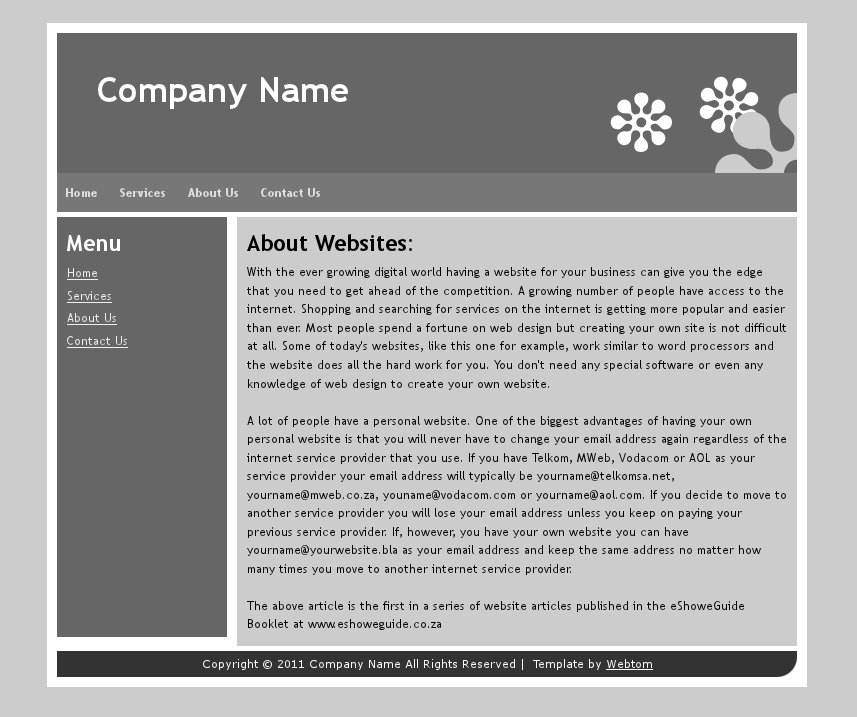 Company Name
Home Services About Us Contact Us
Menu
Home
Services
About Us
Contact Us
About Websites:
With the ever growing digital world having a website for your business can give you the edge
that you need to get ahead of the competition. A growing number of people have access to the
internet. Shopping and searching for services on the internet is getting more popular and easier
than ever. Most people spend a fortune on web design but creating your own site is not difficult
at all. Some of today's websites, like this one for example, work similar to word processors and
the website does all the hard work for you. You don't need any special software or even any
knowledge of web design to create your own website.
A lot of people have a personal website. One of the biggest advantages of having your own
personal website is that you will never have to change your email address again regardless of the
internet service provider that you use. If you have Telkom, MWeb, Vodacom or AOL as your
service provider your email address will typically be yourname@telkomsa.net,
yourname@mweb.co.za, youname@vodacom.com or yourname@aol.com. If you decide to move to
another service provider you will lose your email address unless you keep on paying your
previous service provider. If, however, you have your own website you can have
yourname@yourwebsite.bla as your email address and keep the same address no matter how
many times you move to another internet service provider.
The above article is the first in a series of website articles published in the eShoweGuide
Booklet at www.eshoweguide.co.za
Copyright © 2011 Company Name All Rights Reserved | Template by Webtom